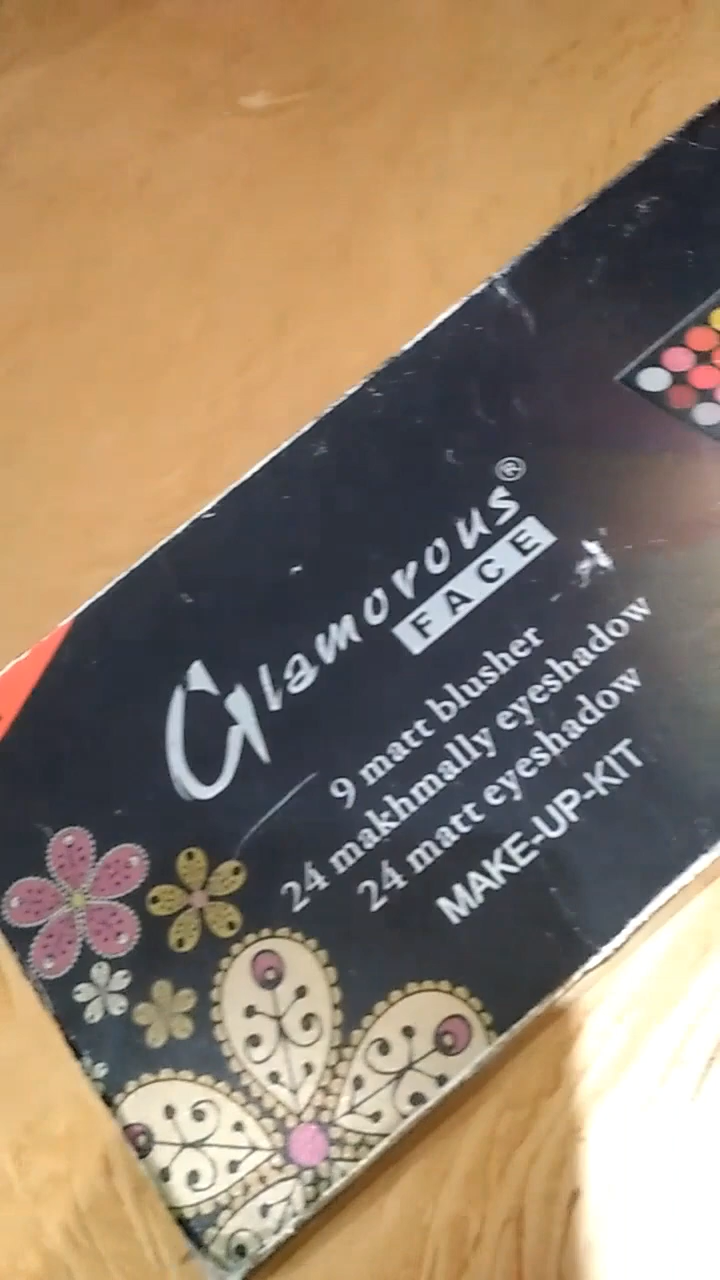 Glamorous®
FACE
9 matt blusher
24 makhmally eyeshadow
24 matt eyeshadow
MAKE-UP-KIT